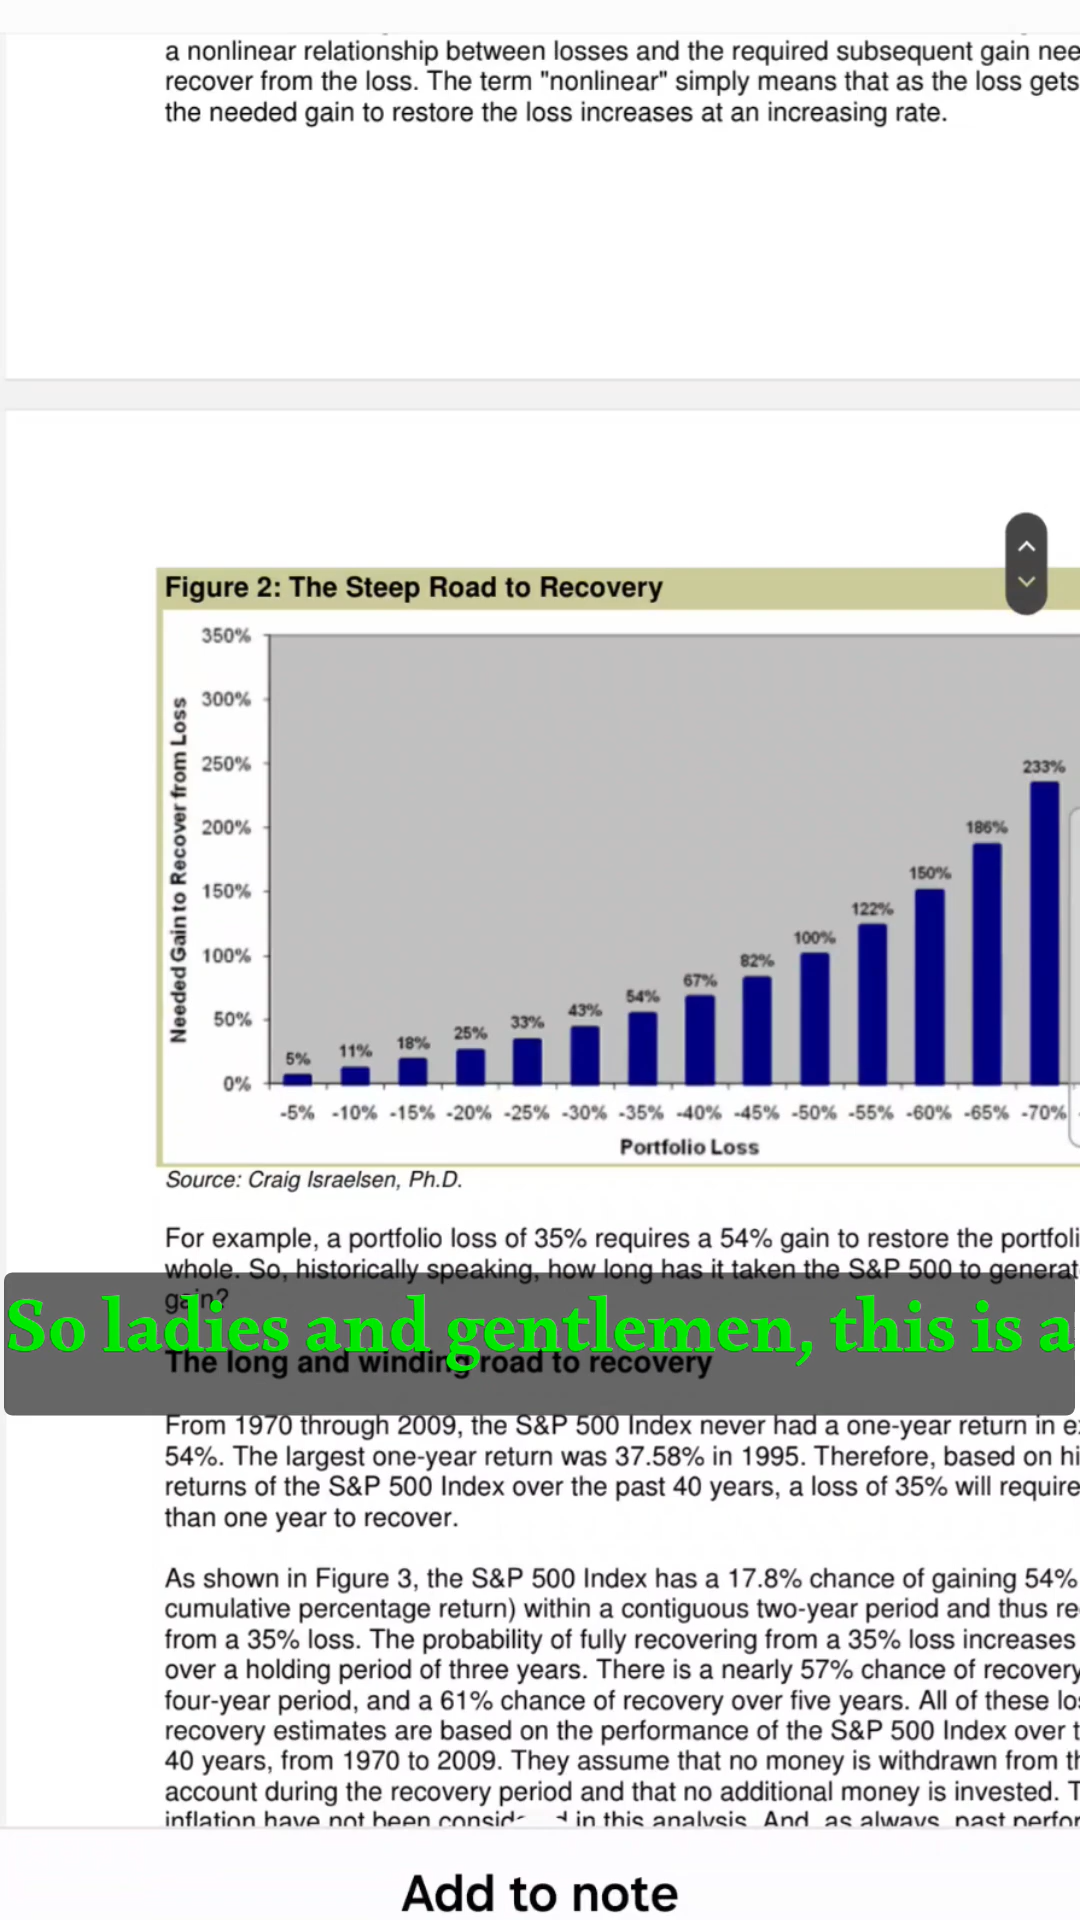 a nonlinear relationship between losses and the required subsequent gain nee
recover from the loss. The term "nonlinear" simply means that as the loss gets
the needed gain to restore the loss increases at an increasing rate.
Figure 2: The Steep Road to Recovery
Needed Gain to Recover from Loss
350%
300%
250%
200%
150%
100%
50%
0%
5% 11% 18% 25% 33% 43% 54% 67% 82% 100% 122% 150% 186% 233%
-5% -10% -15% -20% -25% -30% -35% -40% -45% -50% -55% -60% -65% -70%
Portfolio Loss
Source: Craig Israelsen, Ph.D.
For example, a portfolio loss of 35% requires a 54% gain to restore the portfoli
whole. So, historically speaking, how long has it taken the S&P 500 to generat
gain?
So ladies and gentlemen, this is a
The long and winding road to recovery
From 1970 through 2009, the S&P 500 Index never had a one-year return in e
54%. The largest one-year return was 37.58% in 1995. Therefore, based on hi
returns of the S&P 500 Index over the past 40 years, a loss of 35% will require
than one year to recover.
As shown in Figure 3, the S&P 500 Index has a 17.8% chance of gaining 54%
cumulative percentage return) within a contiguous two-year period and thus re
from a 35% loss. The probability of fully recovering from a 35% loss increases
over a holding period of three years. There is a nearly 57% chance of recovery
four-year period, and a 61% chance of recovery over five years. All of these lo
recovery estimates are based on the performance of the S&P 500 Index over t
40 years, from 1970 to 2009. They assume that no money is withdrawn from th
account during the recovery period and that no additional money is invested. T
inflation have not been in this analysis. And, as always, past perfor
Add to note